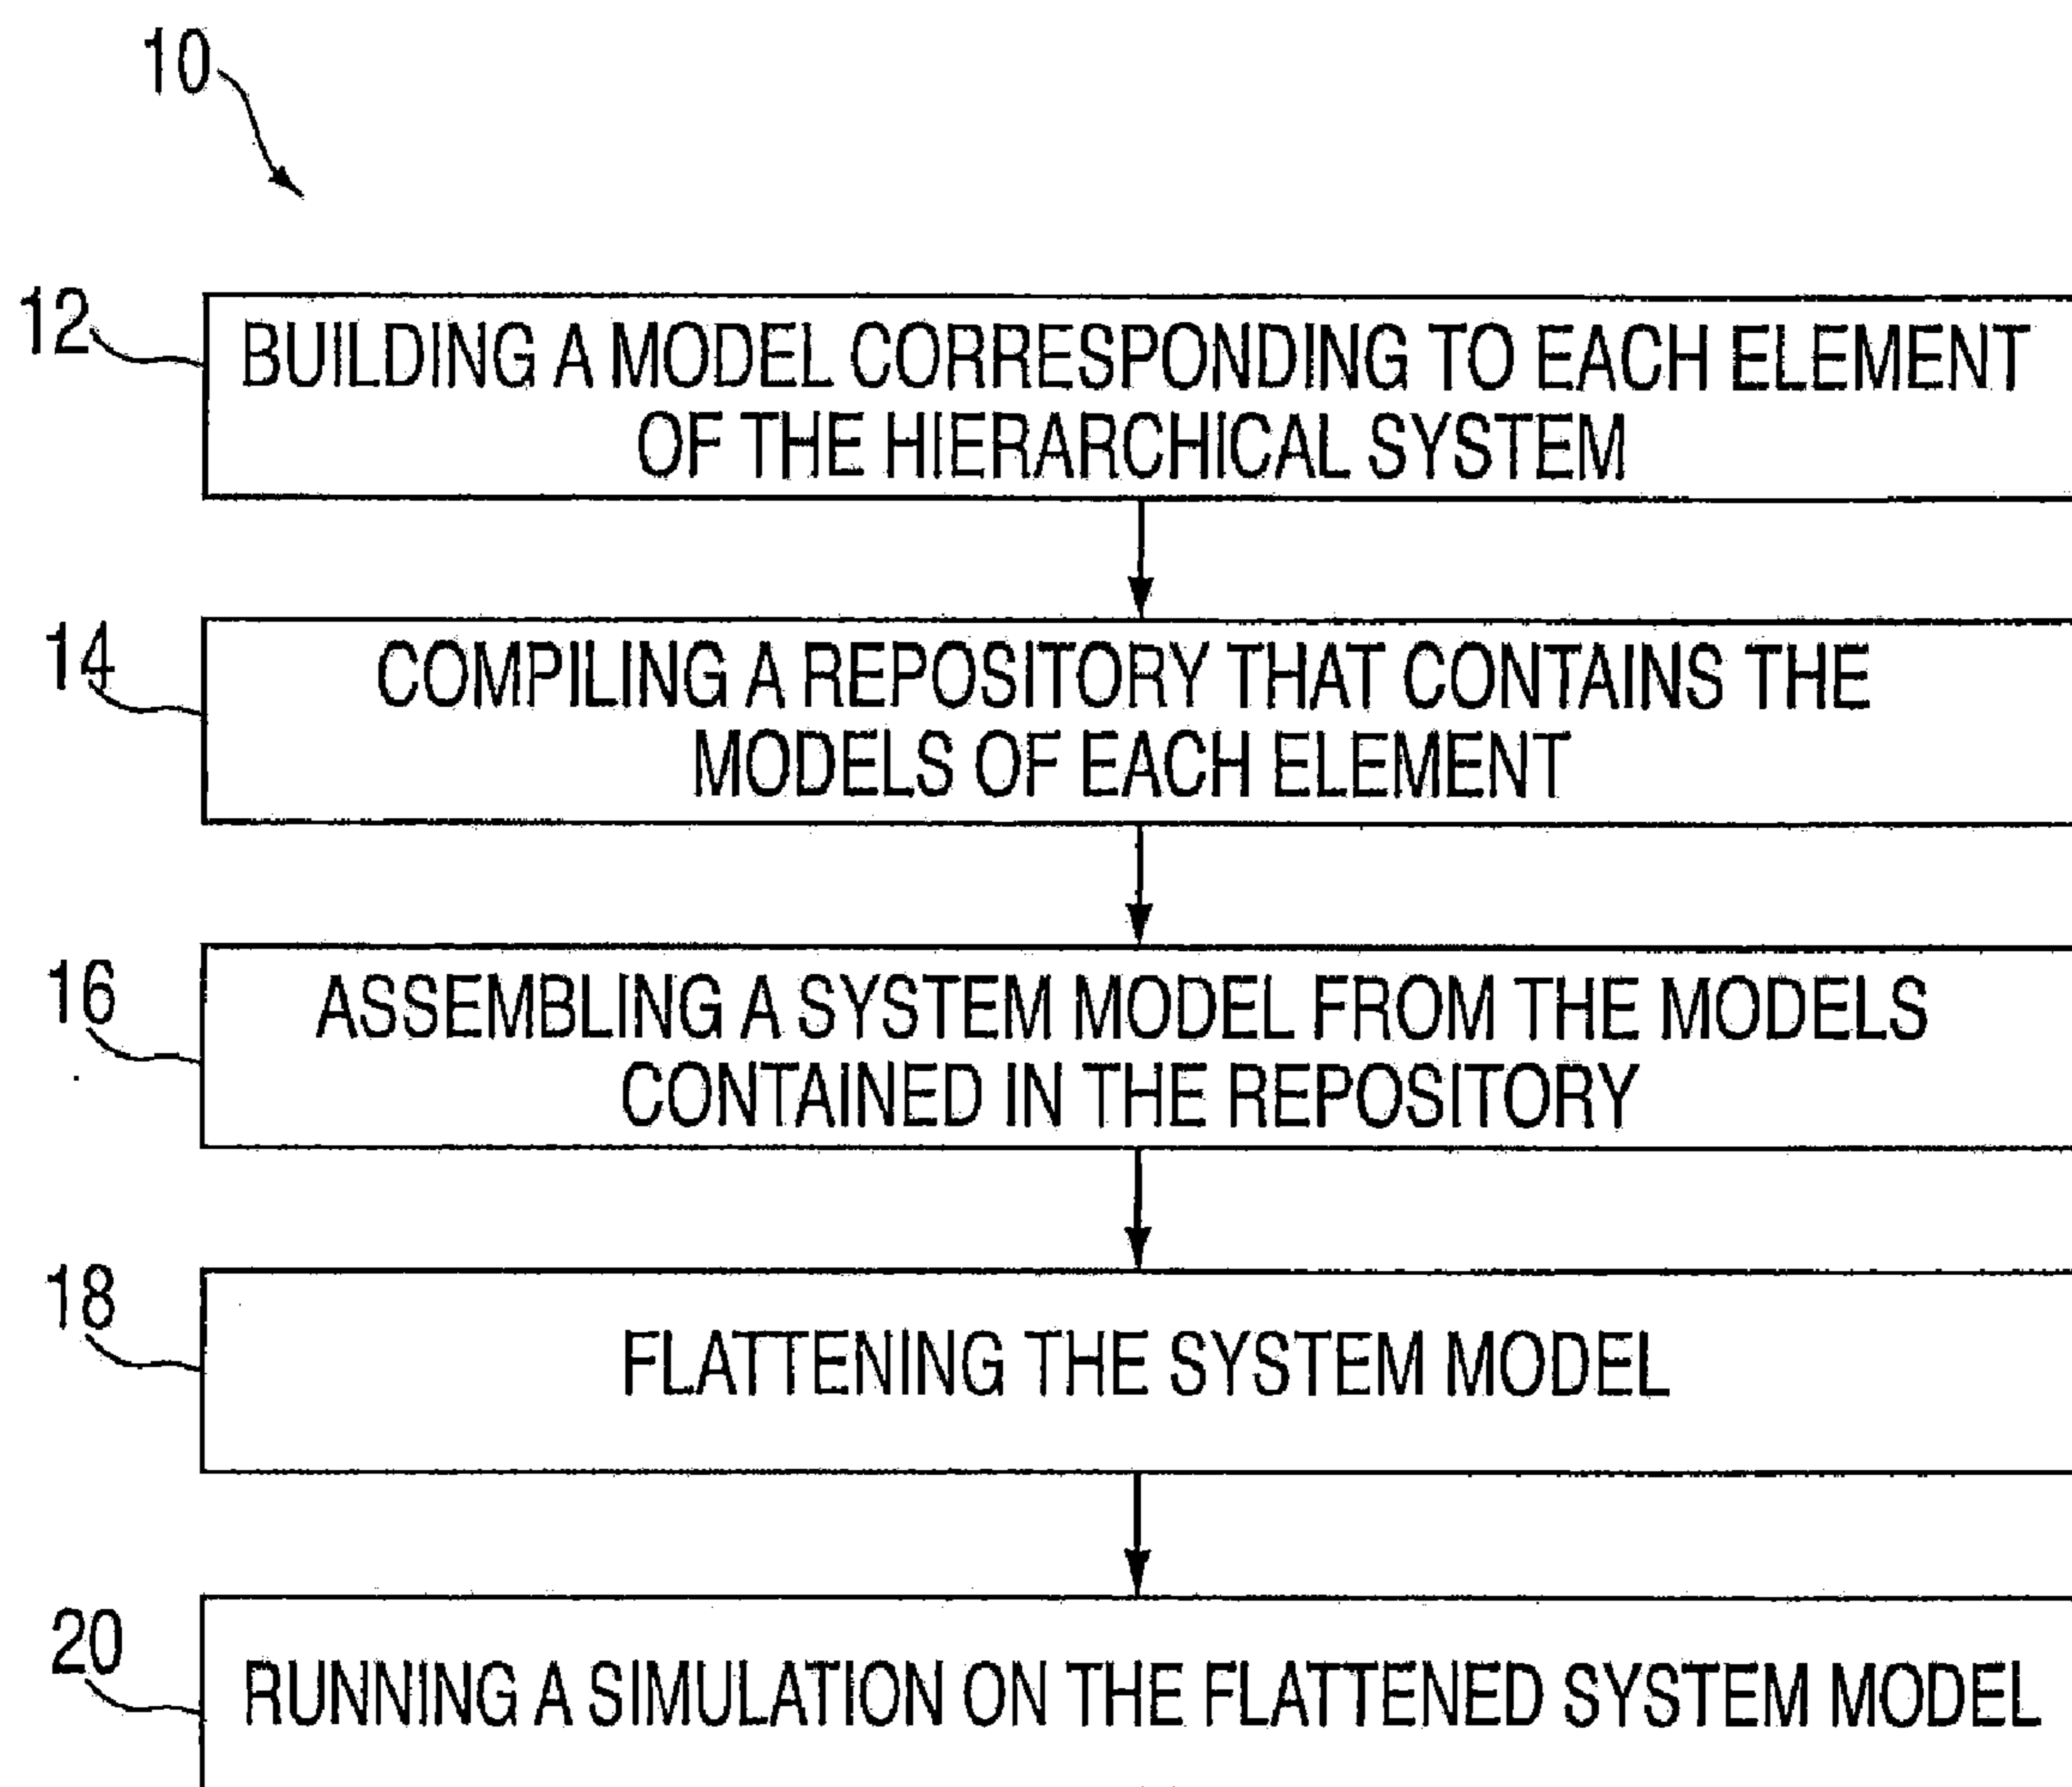 10
12
BUILDING A MODEL CORRESPONDING TO EACH ELEMENT
OF THE HIERARCHICAL SYSTEM
14
COMPILING A REPOSITORY THAT CONTAINS THE
MODELS OF EACH ELEMENT
16
ASSEMBLING A SYSTEM MODEL FROM THE MODELS
CONTAINED IN THE REPOSITORY
18
FLATTENING THE SYSTEM MODEL
20
RUNNING A SIMULATION ON THE FLATTENED SYSTEM MODEL